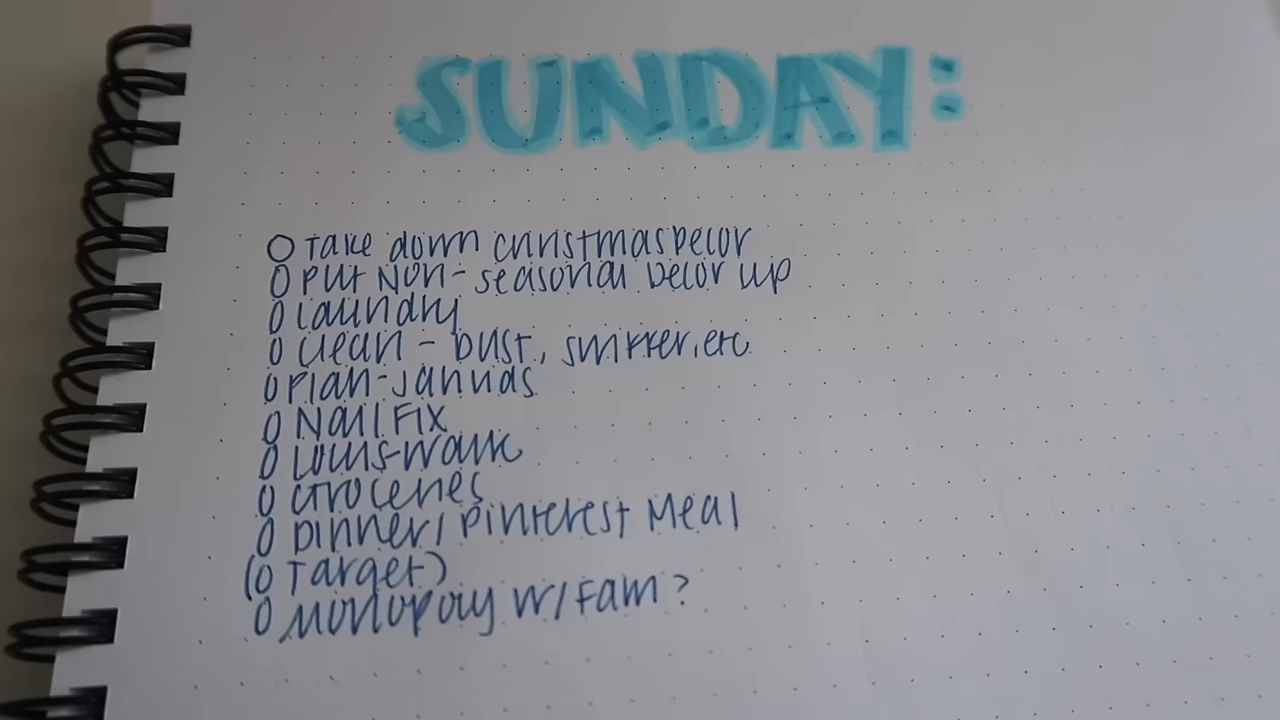 SUNDAY:
Take down Christmas Decor
Put Non-seasonal Decor up
Laundry
Clean - Dust, swiffer, etc.
Plan-
Nail Fix
Louis-walk
Groceries
Dinner/Pinterest Meal
(O Target)
Monopoly w/Fam?